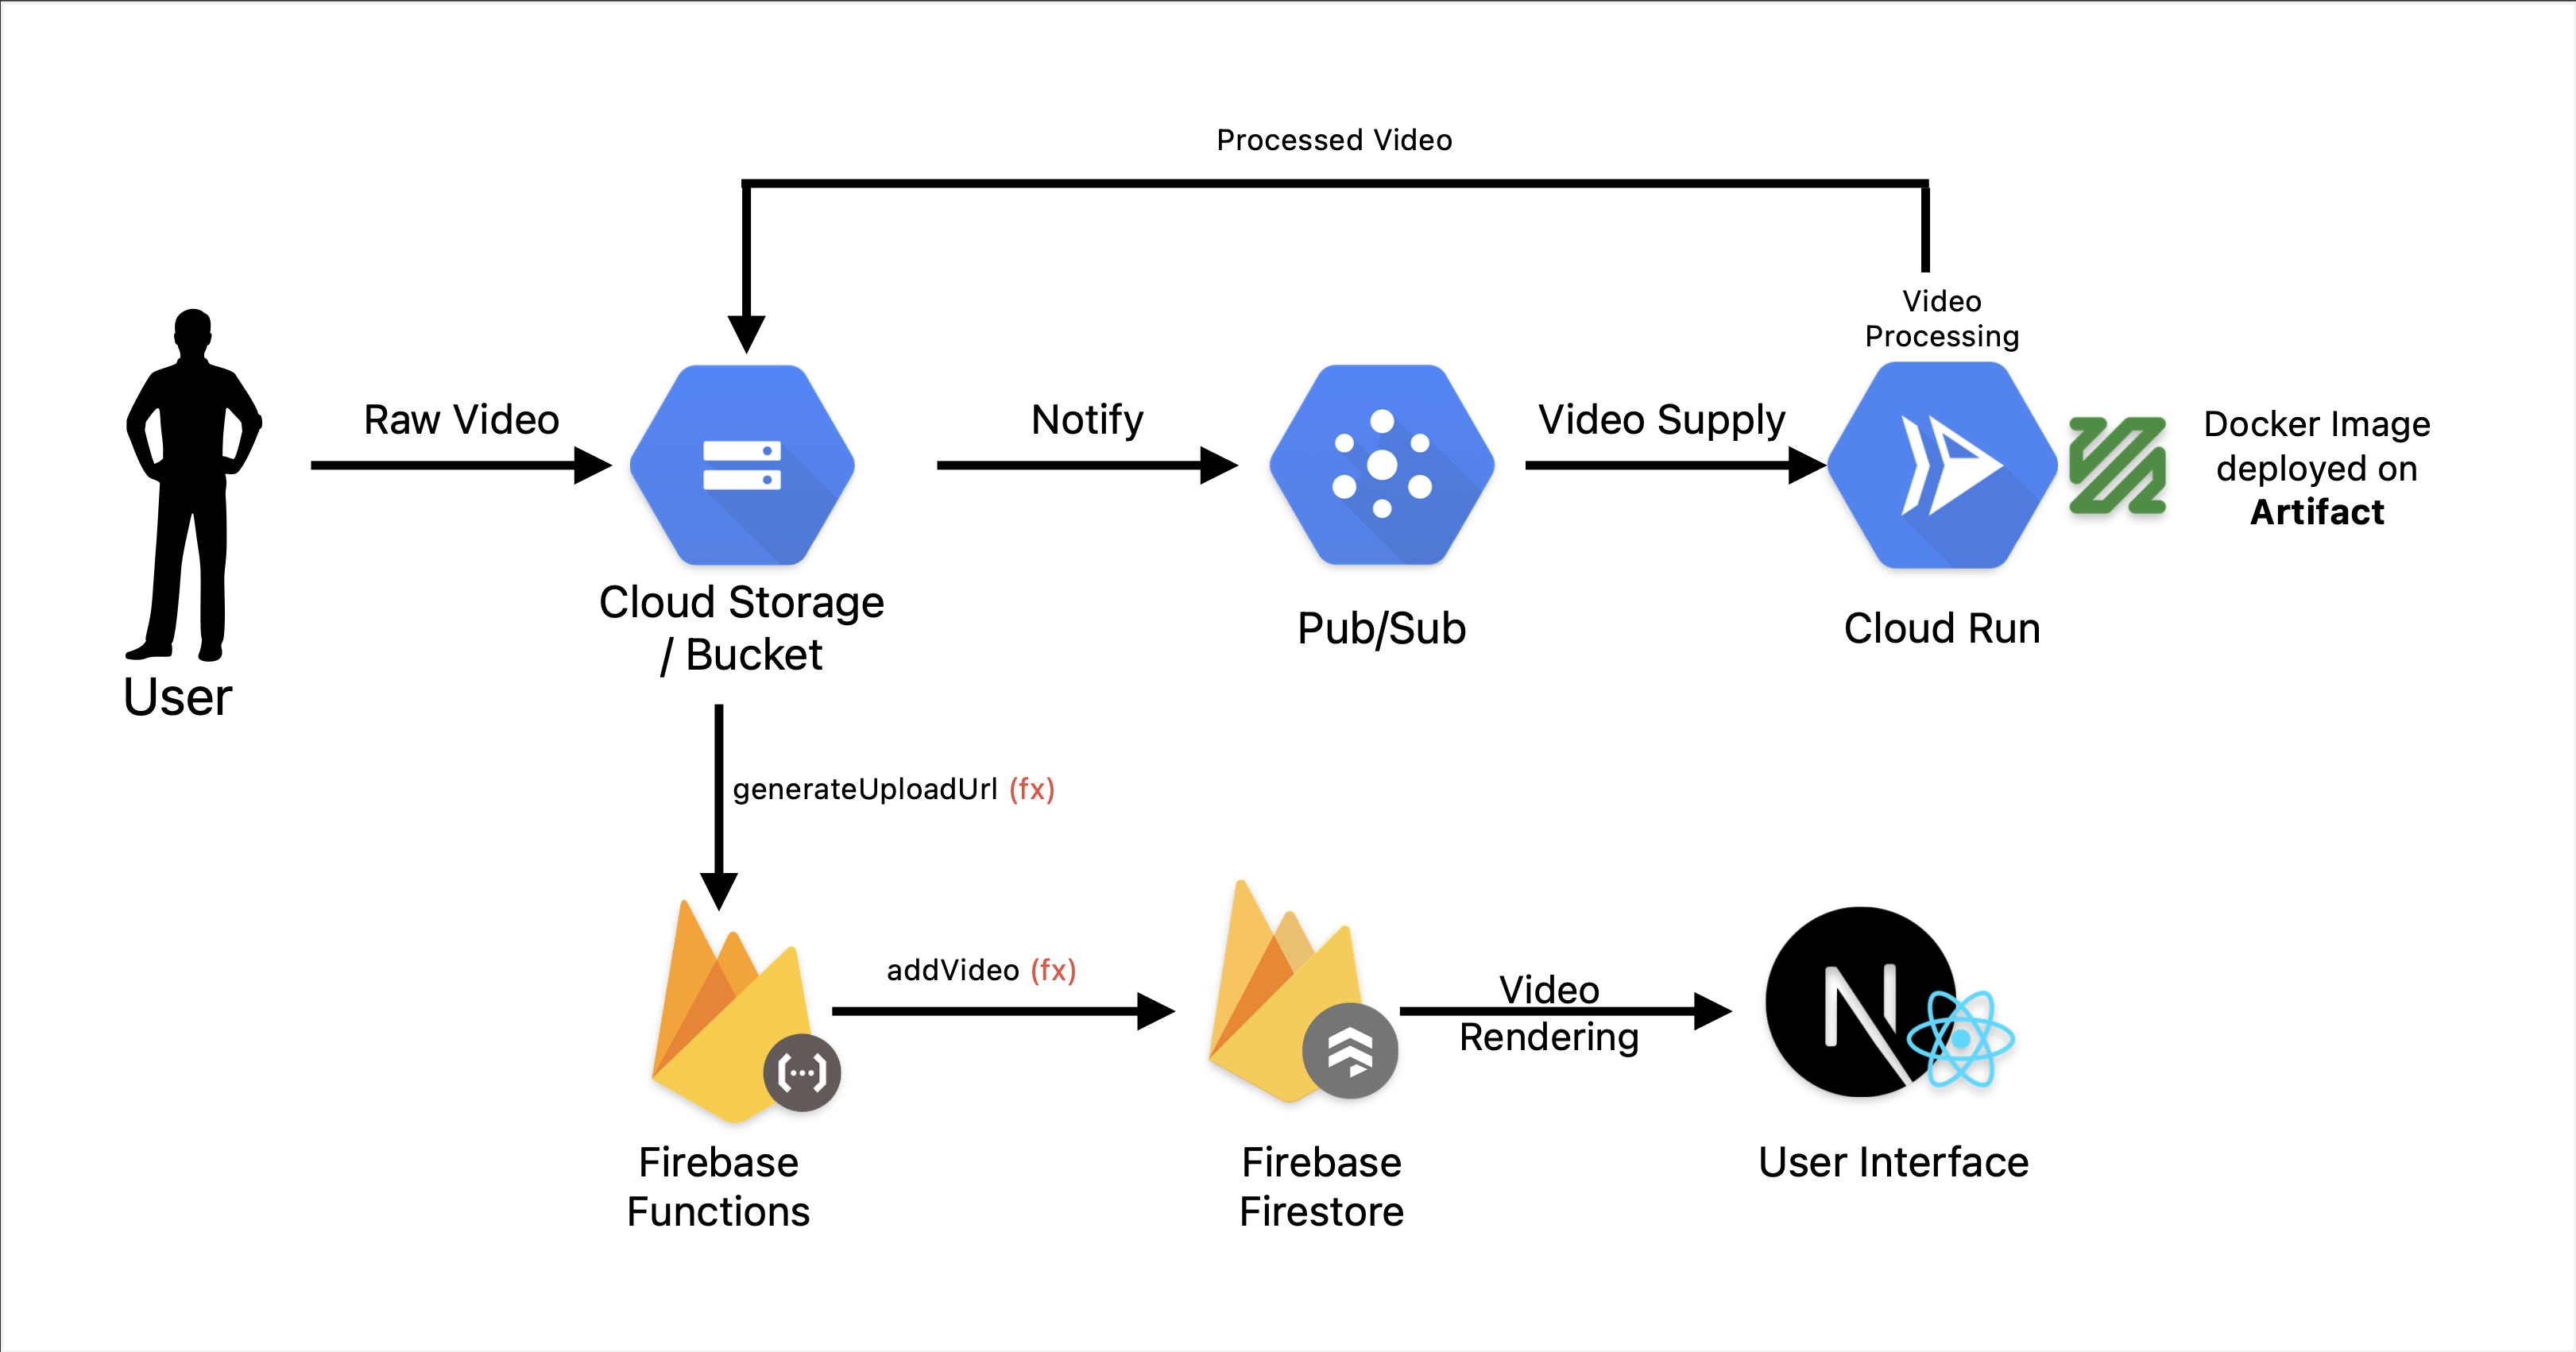 Processed Video
Video
Processing
Raw Video
Notify
Video Supply
Docker Image
deployed on
Artifact
Cloud Storage
/ Bucket
Pub/Sub
Cloud Run
User
generateUploadUrl (fx)
addVideo (fx)
Video
Rendering
Firebase
Functions
Firebase
Firestore
User Interface